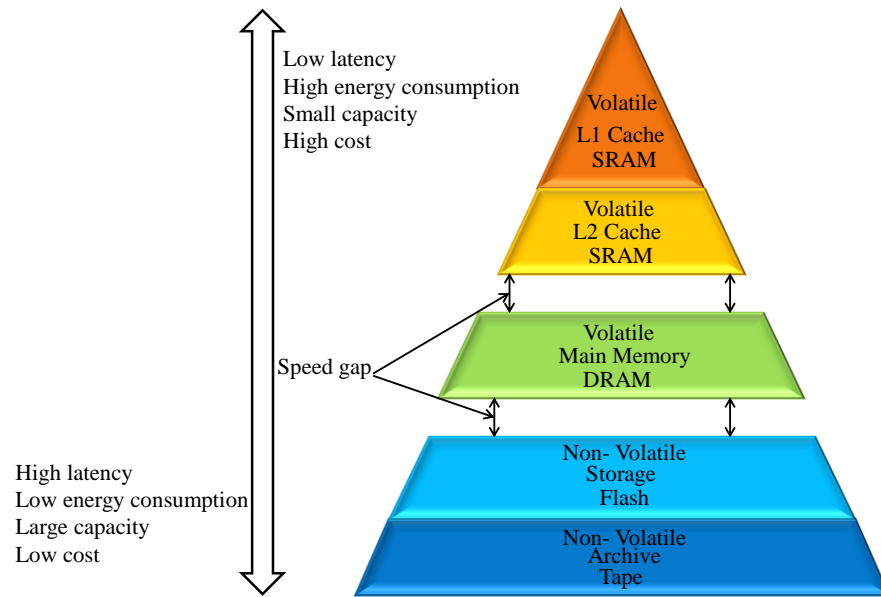 Low latency
High energy consumption
Small capacity
High cost
Volatile
L1 Cache
SRAM
Volatile
L2 Cache
SRAM
Speed gap
Volatile
Main Memory
DRAM
High latency
Low energy consumption
Large capacity
Low cost
Non- Volatile
Storage
Flash
Non- Volatile
Archive
Tape